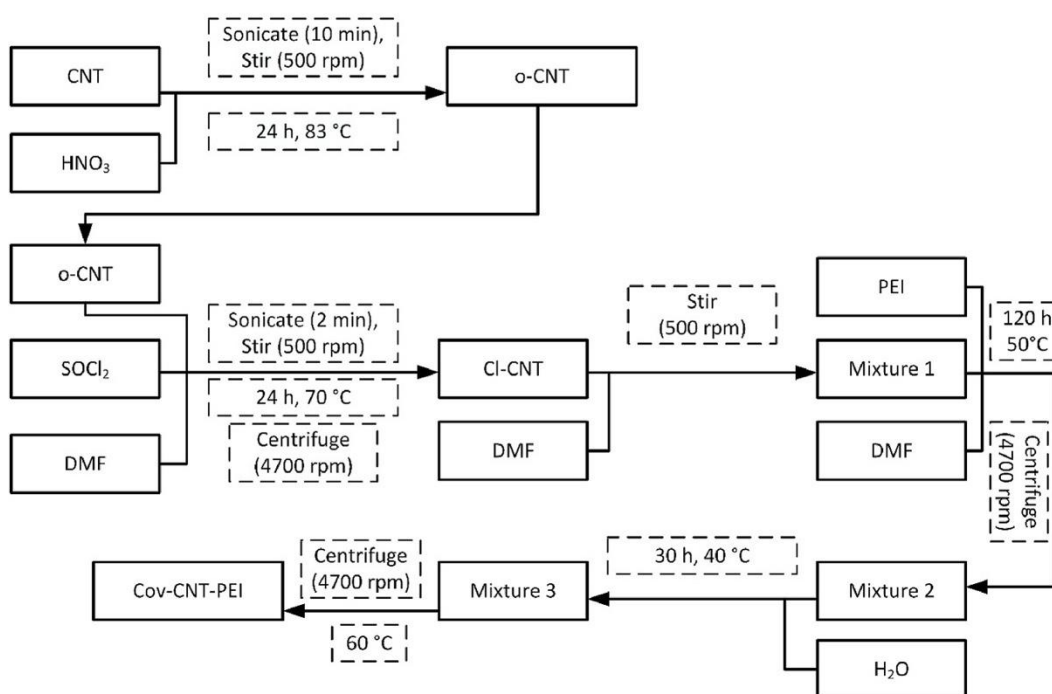 Sonicate (10 min),
Stir (500 rpm)
CNT
o-CNT
24 h, 83 °C
HNO₃
o-CNT
PEI
Stir
(500 rpm)
120 h
50°C
Sonicate (2 min),
Stir (500 rpm)
SOCl₂
Cl-CNT
Mixture 1
24 h, 70 °C
Centrifuge
(4700 rpm)
DMF
DMF
DMF
Centrifuge
(4700 rpm)
30 h, 40 °C
Centrifuge
(4700 rpm)
Cov-CNT-PEI
Mixture 3
Mixture 2
60 °C
H₂O